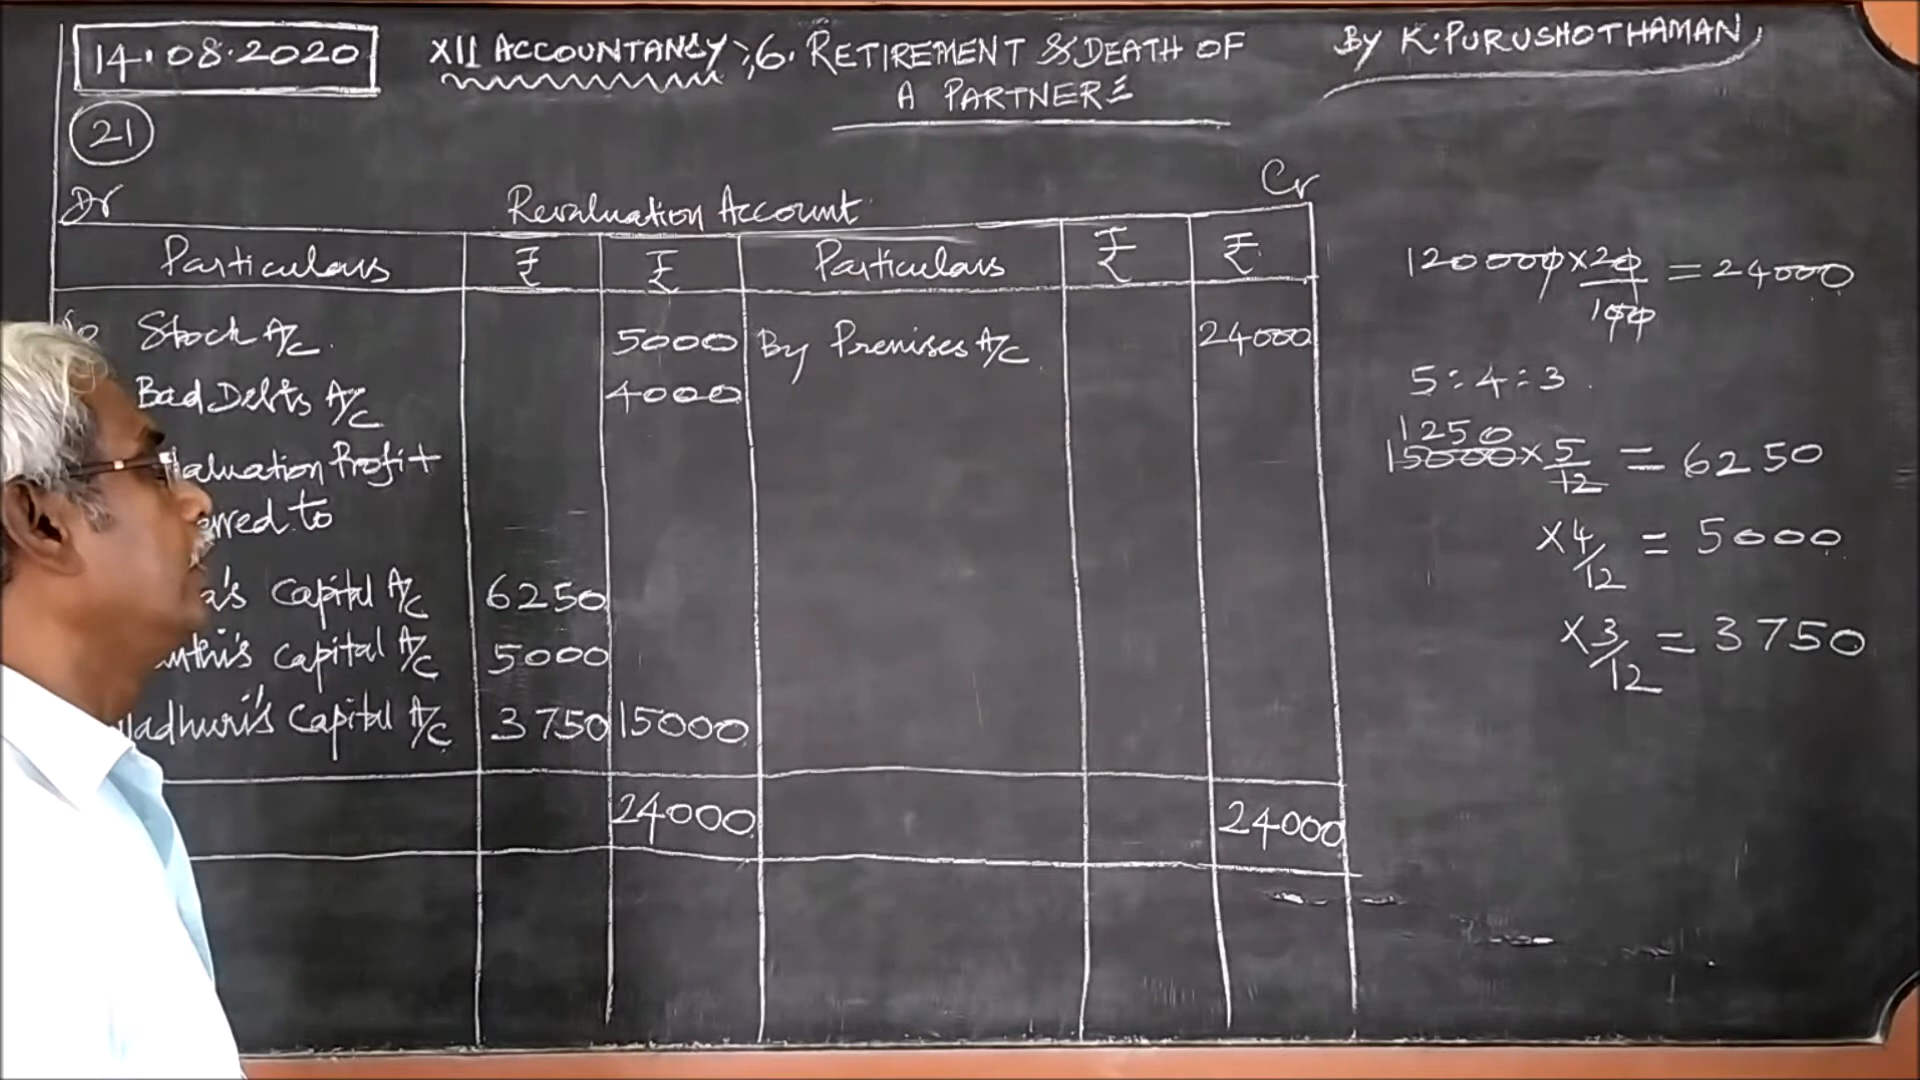 14.08.2020
XII ACCOUNTANCY :, 6. RETIREMENT & DEATH OF
A PARTNER
BY K. PURUSHOTHAMAN,
21
Dr Revaluation Account Cr
Particulars ₹ ₹ Particulars ₹ ₹
Stock A/c. 5000 By Premises A/c 24000
Bad Debts A/c 4000
Profit
to
Capital A/c 6250
Capital A/c 5000
Capital A/c 3750 15000
24000 24000
120000 × 20/100 = 24000
5 : 4 : 3
1250
15000 × 5/12 = 6250
× 4/12 = 5000
× 3/12 = 3750